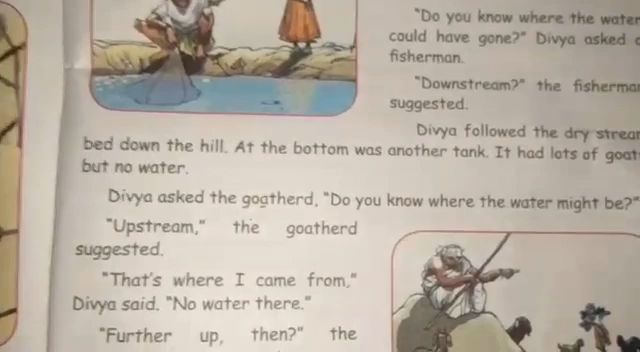 "Do you know where the water
could have gone?" Divya asked
fisherman.
"Downstream?" the
suggested.
Divya followed the dry
bed down the hill. At the bottom was another tank. It had lots of
but no water.
Divya asked the goatherd, "Do you know where the water might be?"
"Upstream," the goatherd
suggested.
"That's where I came from,"
Divya said. "No water there."
"Further up, then?" the